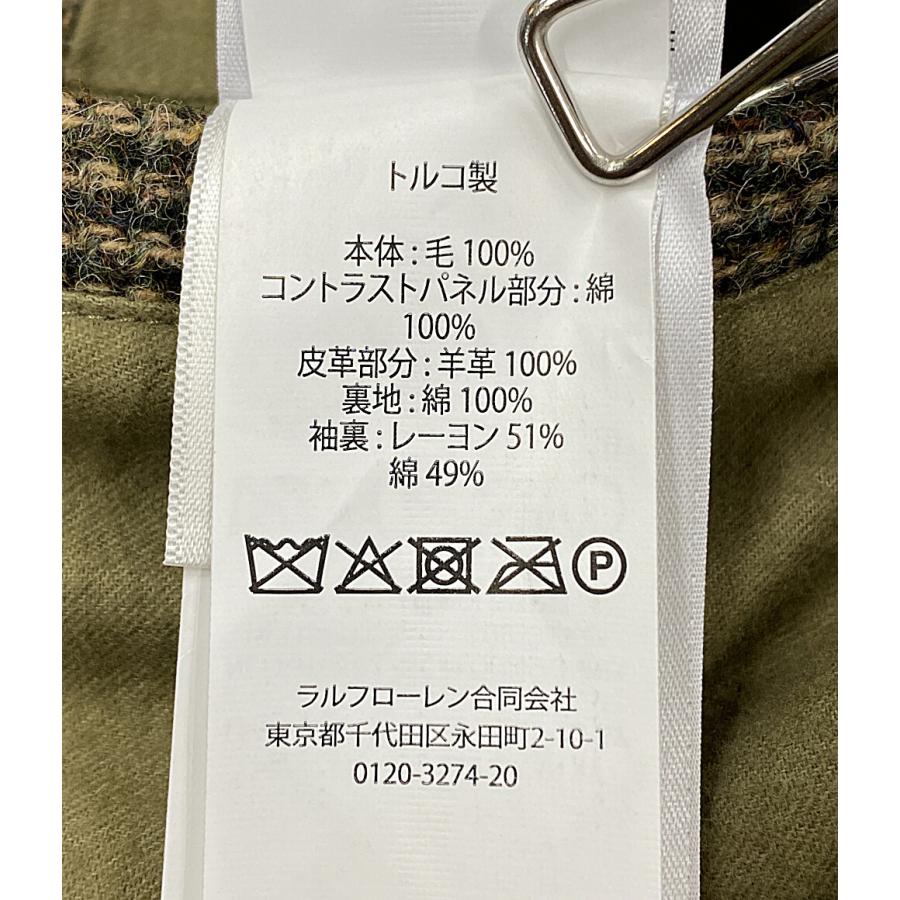 トルコ製
本体 : 毛 100%
コントラストパネル部分 : 綿
100%
皮革部分 : 羊革 100%
裏地 : 綿 100%
袖裏 : レーヨン 51%
綿 49%
P
ラルフローレン合同会社
東京都千代田区永田町2-10-1
0120-3274-20